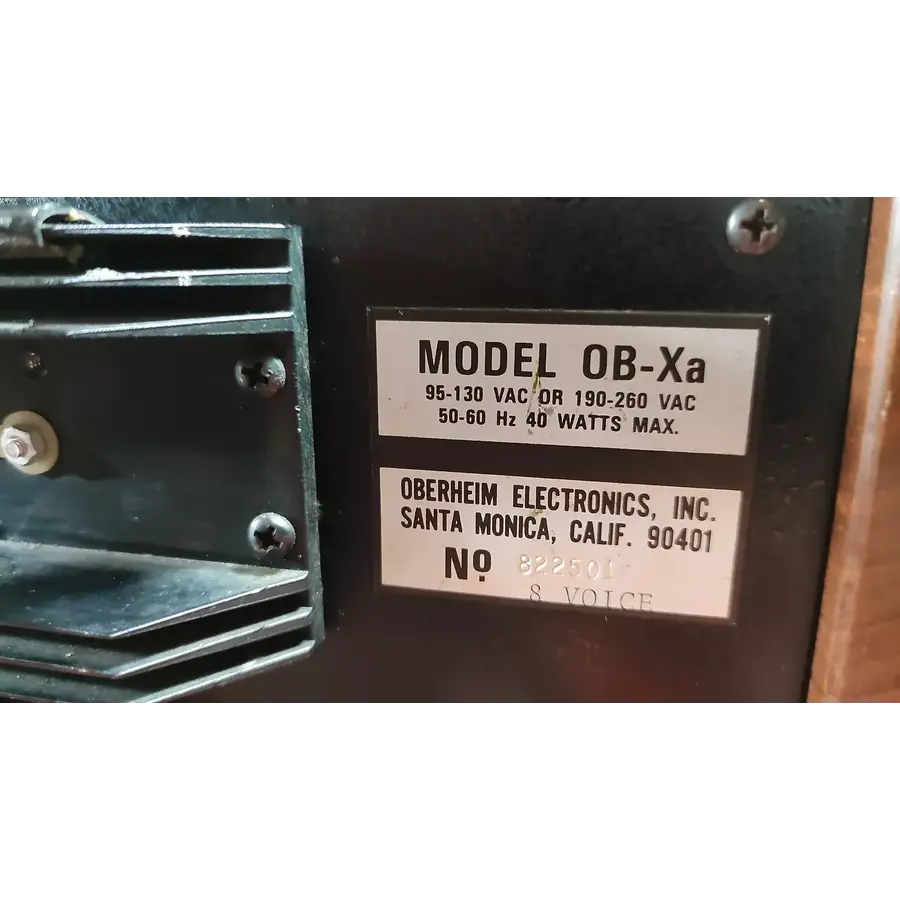 MODEL OB-Xa
95-130 VAC OR 190-260 VAC
50-60 Hz 40 WATTS MAX.
OBERHEIM ELECTRONICS, INC.
SANTA MONICA, CALIF. 90401
Nº 822501
8 VOICE